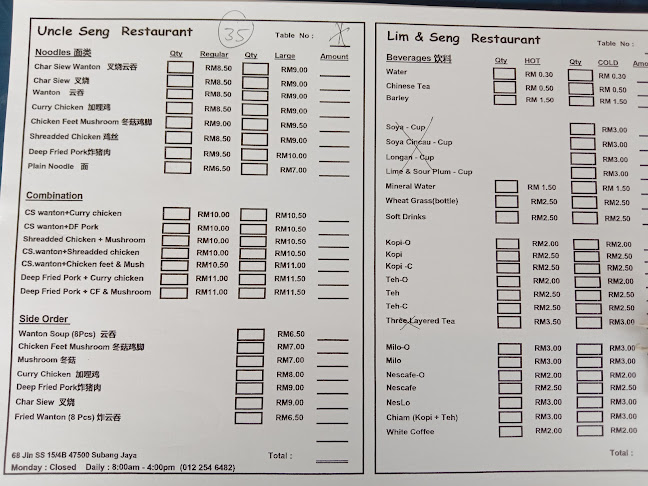 Uncle Seng Restaurant 35 Table No :
Noodles 面类 Qty Regular Qty Large Amount
Char Siew Wanton 叉烧云吞 RM8.50 RM9.00
Char Siew 叉烧 RM8.50 RM9.00
Wanton 云吞 RM8.50 RM9.00
Curry Chicken 加哩鸡 RM8.50 RM9.00
Chicken Feet Mushroom 冬菇鸡脚 RM9.00 RM9.50
Shreadded Chicken 鸡丝 RM8.50 RM9.00
Deep Fried Pork炸猪肉 RM9.50 RM10.00
Plain Noodle 面 RM6.50 RM7.00
Combination
CS wanton+Curry chicken RM10.00 RM10.50
CS wanton+DF Pork RM10.00 RM10.50
Shreadded Chicken + Mushroom RM10.00 RM10.50
CS.wanton+Shreadded chicken RM10.00 RM10.50
CS.wanton+Chicken feet & Mush RM10.50 RM11.00
Deep Fried Pork + Curry chicken RM11.00 RM11.50
Deep Fried Pork + CF & Mushroom RM11.00 RM11.50
Side Order
Wanton Soup (8Pcs) 云吞 RM6.50
Chicken Feet Mushroom 冬菇鸡脚 RM7.00
Mushroom 冬菇 RM7.00
Curry Chicken 加哩鸡 RM8.00
Deep Fried Pork炸猪肉 RM9.00
Char Siew 叉烧 RM9.00
Fried Wanton (8 Pcs) 炸云吞 RM6.50
68 Jln SS 15/4B 47500 Subang Jaya Total :
Monday : Closed Daily : 8:00am - 4:00pm (012 254 6482)
Lim & Seng Restaurant Table No :
Beverages 饮料 Qty HOT Qty COLD Amount
Water RM 0.30 RM 0.30
Chinese Tea RM 0.50 RM 0.50
Barley RM 1.50 RM 1.50
Soya - Cup RM3.00
Soya Cincau - Cup RM3.00
Longan - Cup RM3.00
Lime & Sour Plum - Cup RM3.00
Mineral Water RM 1.50 RM 1.50
Wheat Grass(bottle) RM2.50 RM2.50
Soft Drinks RM2.50 RM2.50
Kopi-O RM2.00 RM2.00
Kopi RM2.50 RM2.50
Kopi -C RM2.50 RM2.50
Teh-O RM2.00 RM2.00
Teh RM2.50 RM2.50
Teh-C RM2.50 RM2.50
Three Layered Tea RM3.50 RM3.00
Milo-O RM3.00 RM3.00
Milo RM3.00 RM3.00
Nescafe-O RM2.00 RM2.00
Nescafe RM2.50 RM2.50
NesLo RM3.00 RM3.00
Chiam (Kopi + Teh) RM3.00 RM3.00
White Coffee RM2.00 RM2.00
Total :